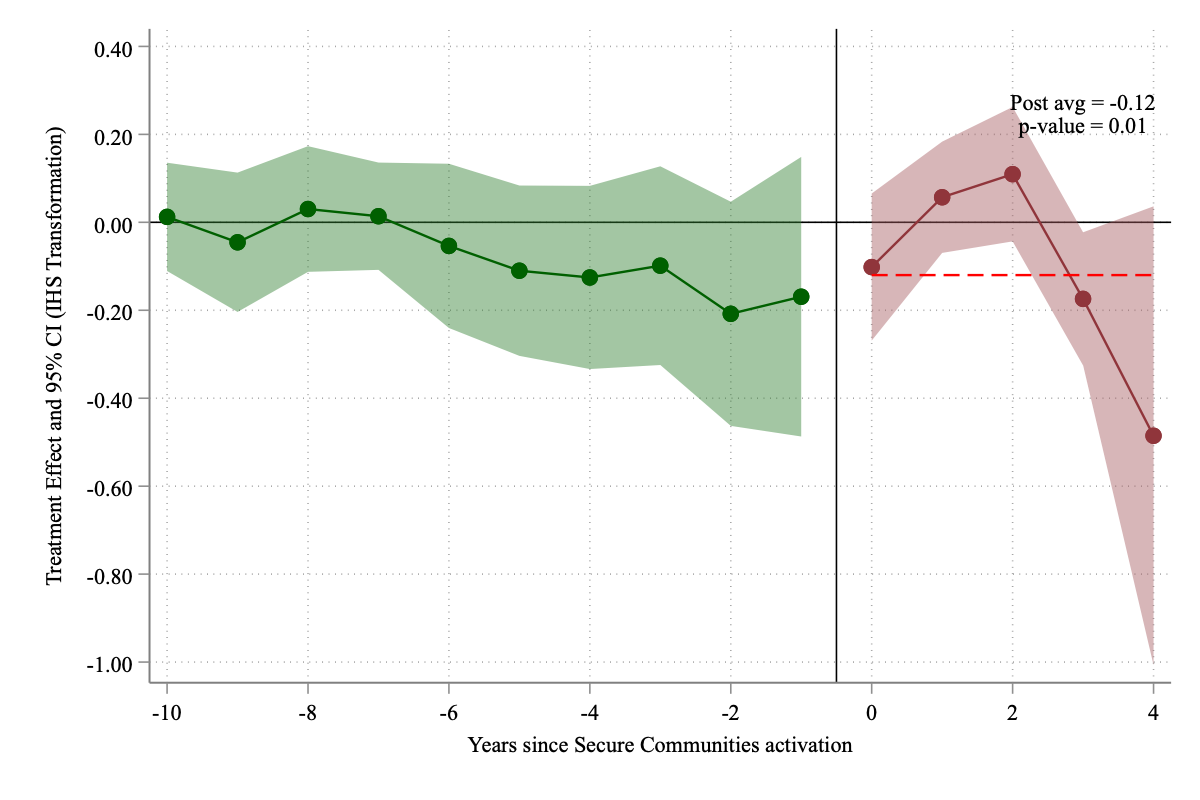 Treatment Effect and 95% CI (IHS Transformation)
0.40
0.20
0.00
-0.20
-0.40
-0.60
-0.80
-1.00
Post avg = -0.12
p-value = 0.01
-10 -8 -6 -4 -2 0 2 4
Years since Secure Communities activation